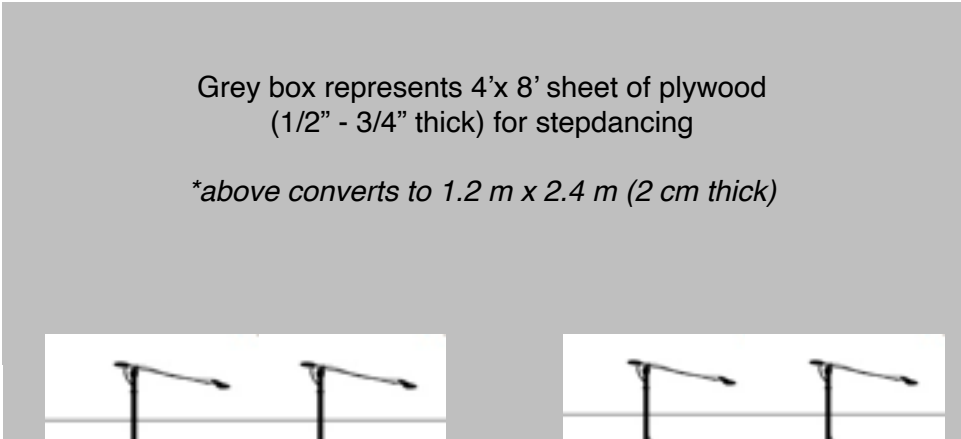 Grey box represents 4’x 8’ sheet of plywood
(1/2” - 3/4” thick) for stepdancing
*above converts to 1.2 m x 2.4 m (2 cm thick)